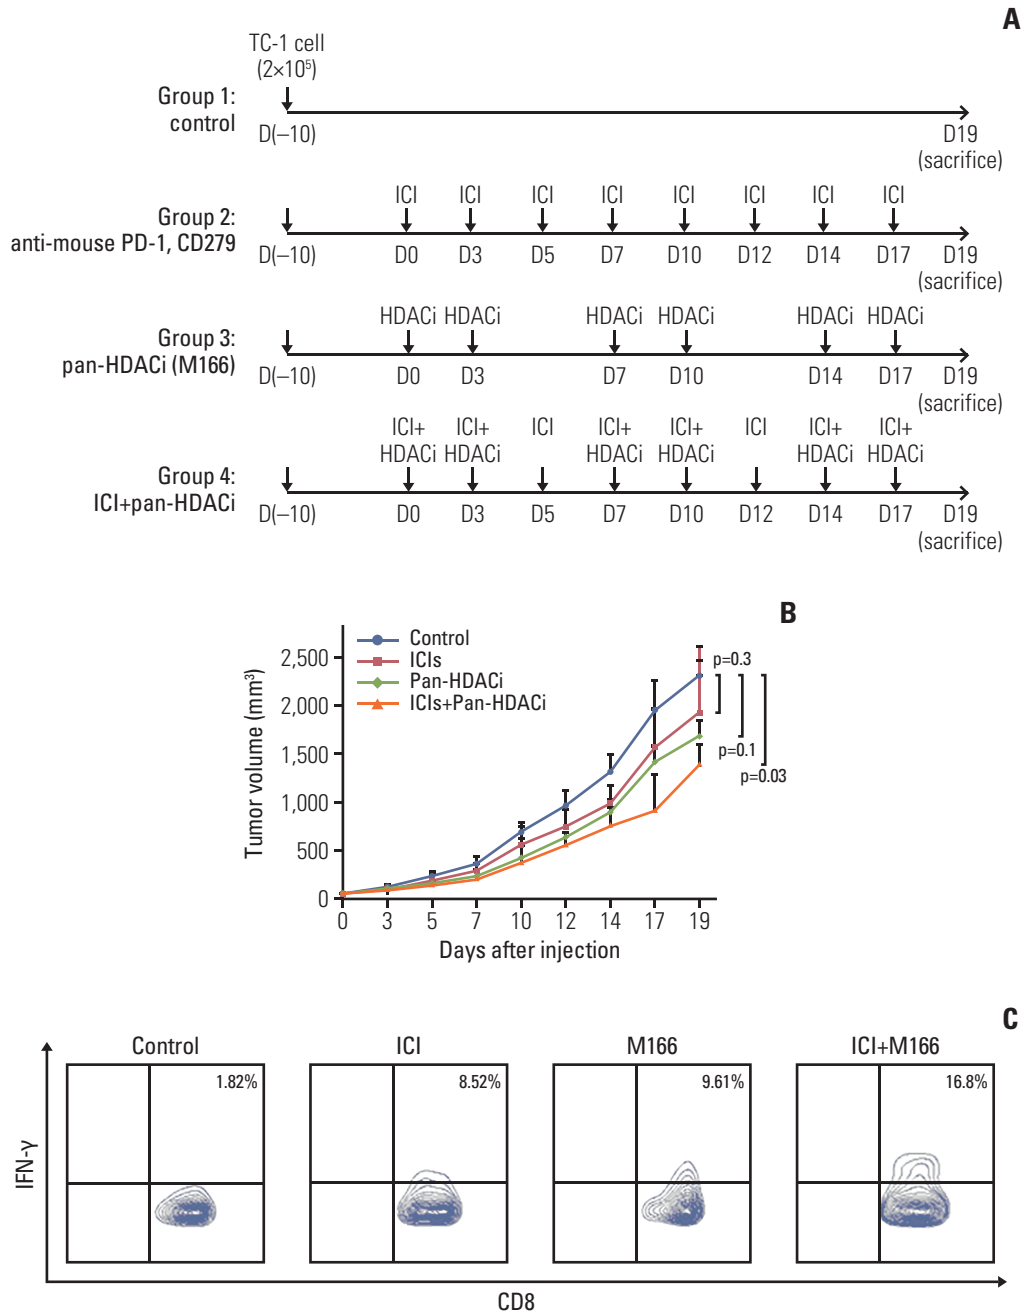 A
TC-1 cell
(2×10⁵)
Group 1:
control
D(–10)
D19
(sacrifice)
ICI ICI ICI ICI ICI ICI ICI ICI
Group 2:
anti-mouse PD-1, CD279
D(–10) D0 D3 D5 D7 D10 D12 D14 D17 D19
(sacrifice)
HDACi HDACi HDACi HDACi HDACi HDACi
Group 3:
pan-HDACi (M166)
D(–10) D0 D3 D7 D10 D14 D17 D19
(sacrifice)
ICI+ ICI+ ICI ICI+ ICI+ ICI ICI+ ICI+
HDACi HDACi HDACi HDACi HDACi HDACi
Group 4:
ICI+pan-HDACi
D(–10) D0 D3 D5 D7 D10 D12 D14 D17 D19
(sacrifice)
B
Control
ICIs
Pan-HDACi
ICIs+Pan-HDACi
Tumor volume (mm³)
2,500
2,000
1,500
1,000
500
0
p=0.3
p=0.1
p=0.03
0 3 5 7 10 12 14 17 19
Days after injection
C
Control ICI M166 ICI+M166
1.82% 8.52% 9.61% 16.8%
IFN-γ
CD8